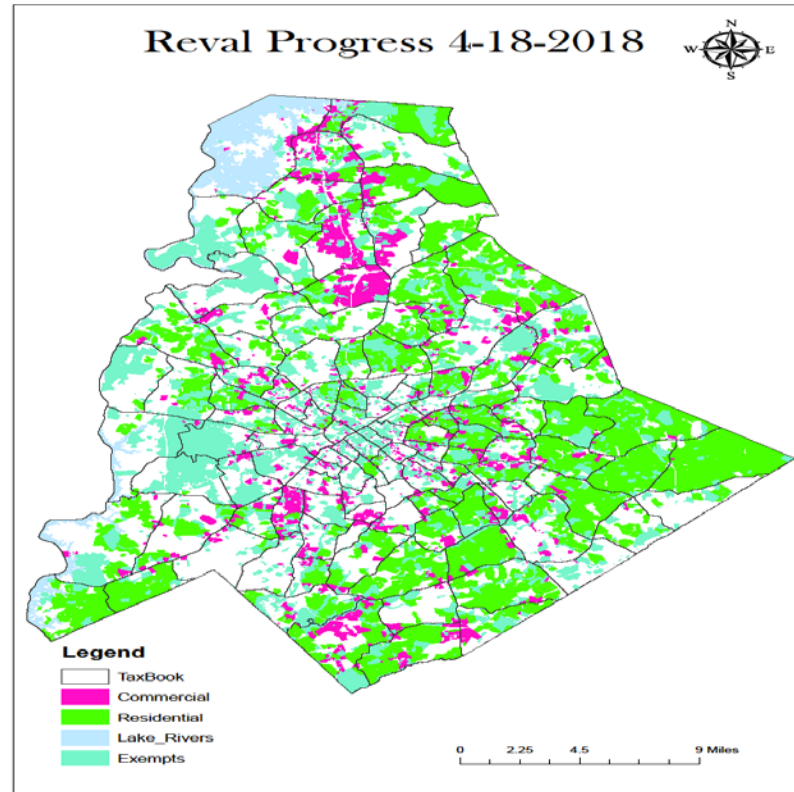 Reval Progress 4-18-2018
N
W E
S
Legend
TaxBook
Commercial
Residential
Lake_Rivers
Exempts
0 2.25 4.5 9 Miles